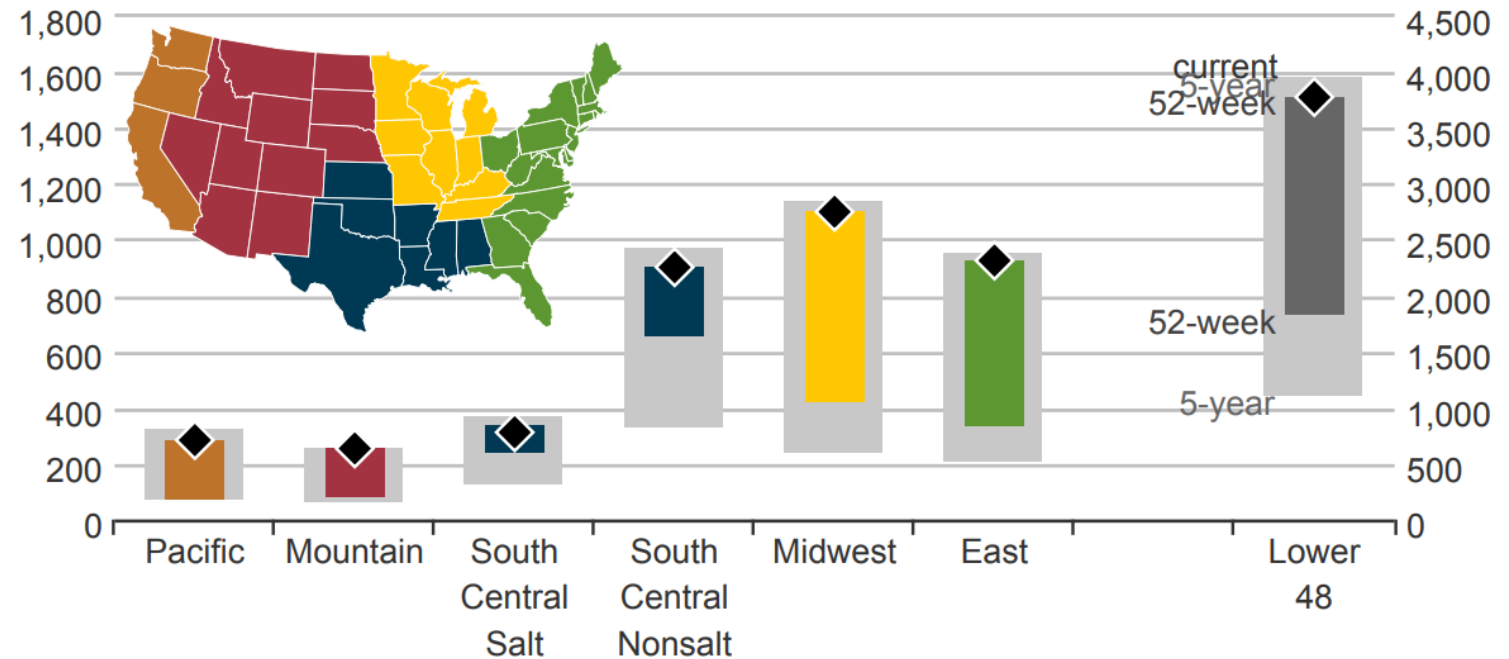 1,800
1,600
1,400
1,200
1,000
800
600
400
200
0
4,500
4,000
3,500
3,000
2,500
2,000
1,500
1,000
500
0
current
5-year
52-week
52-week
5-year
Pacific
Mountain
South
Central
Salt
South
Central
Nonsalt
Midwest
East
Lower
48